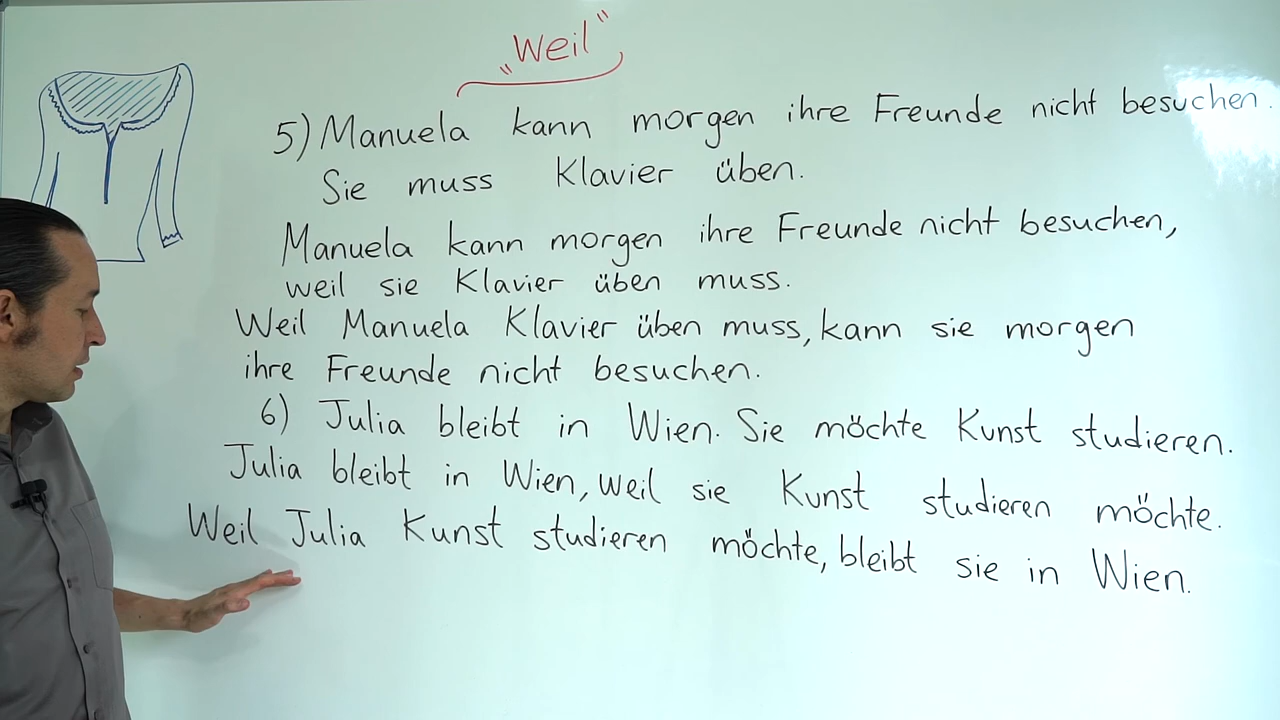 „Weil“
5) Manuela kann morgen ihre Freunde nicht besuchen.
Sie muss Klavier üben.
Manuela kann morgen ihre Freunde nicht besuchen,
weil sie Klavier üben muss.
Weil Manuela Klavier üben muss, kann sie morgen
ihre Freunde nicht besuchen.
6) Julia bleibt in Wien. Sie möchte Kunst studieren.
Julia bleibt in Wien, weil sie Kunst studieren möchte.
Weil Julia Kunst studieren möchte, bleibt sie in Wien.